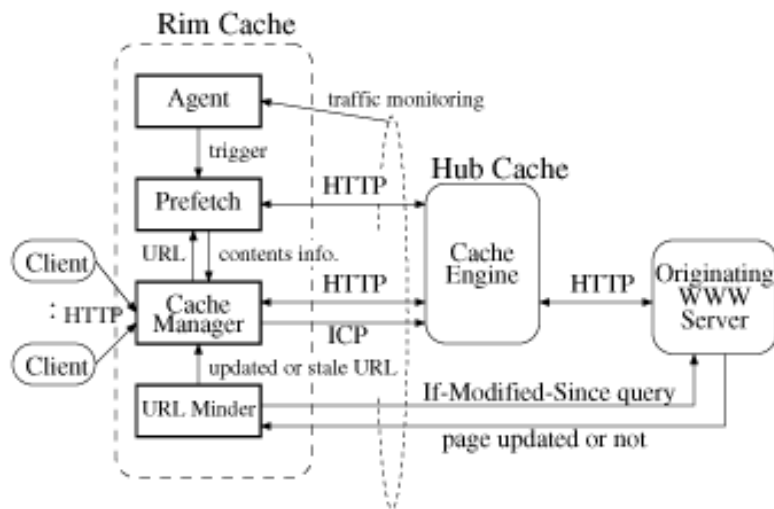 Rim Cache
Agent
traffic monitoring
trigger
Hub Cache
Prefetch
HTTP
URL
contents info.
Client
Cache
Engine
Originating
WWW
Server
HTTP
HTTP
Cache
Manager
: HTTP
ICP
Client
updated or stale URL
URL Minder
If-Modified-Since query
page updated or not